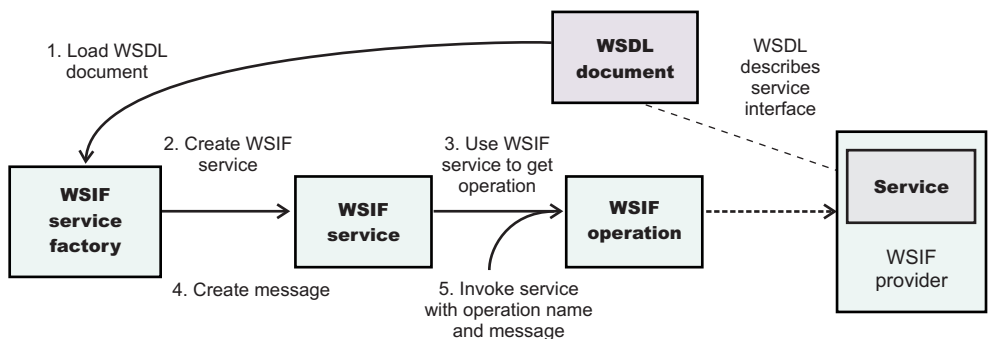 1. Load WSDL
document
WSDL
document
WSDL
describes
service
interface
2. Create WSIF
service
3. Use WSIF
service to get
operation
WSIF
service
factory
WSIF
service
WSIF
operation
Service
WSIF
provider
4. Create message
5. Invoke service
with operation name
and message